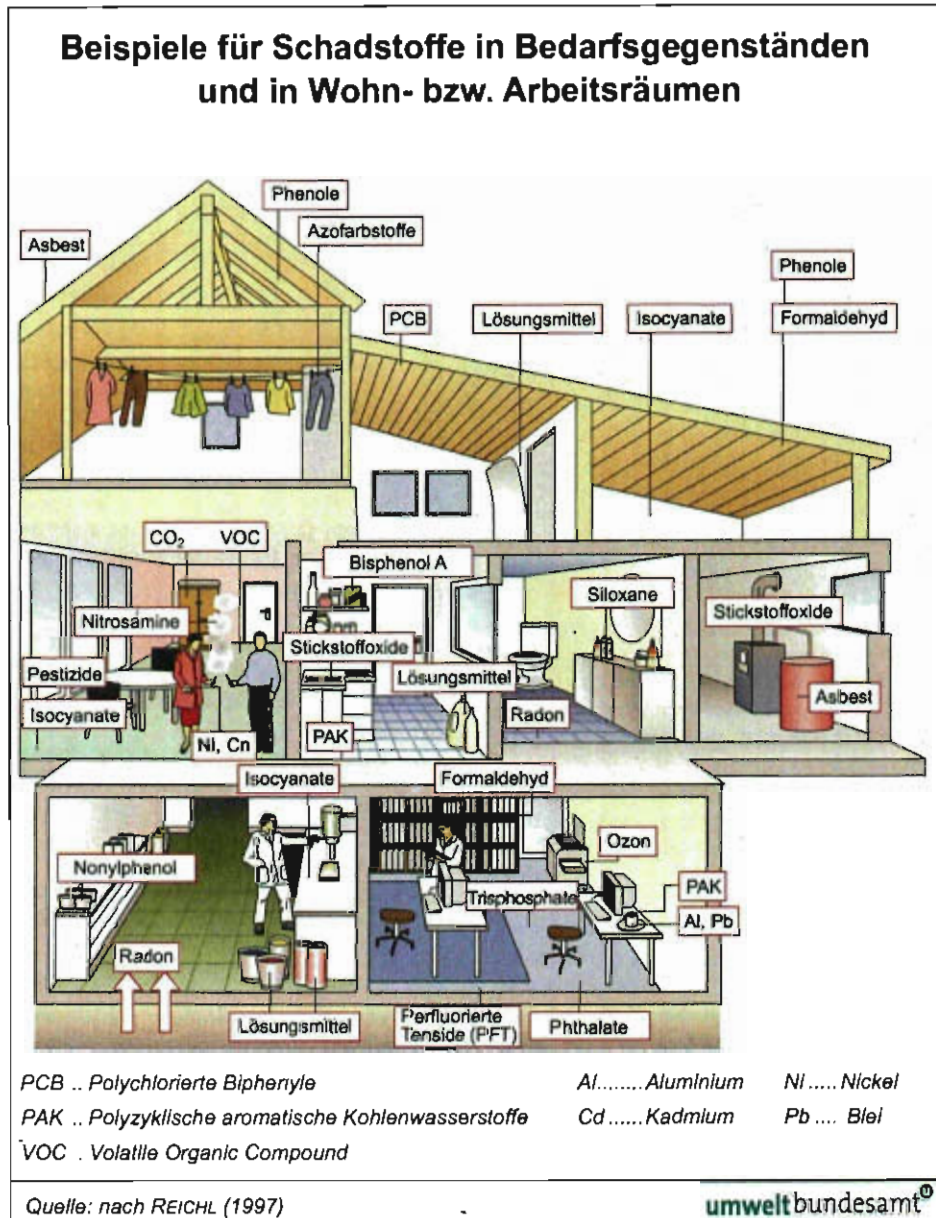 Beispiele für Schadstoffe in Bedarfsgegenständen
und in Wohn- bzw. Arbeitsräumen
Phenole
Azofarbstoffe
Asbest
Phenole
PCB
Lösungsmittel
Isocyanate
Formaldehyd
CO₂ VOC
Bisphenol A
Siloxane
Nitrosamine
Stickstoffoxide
Stickstoffoxide
Pestizide
Lösungsmittel
Isocyanate
Radon
Asbest
Ni, Cn
PAK
Isocyanate
Formaldehyd
Ozon
Nonylphenol
Trisphosphate
PAK
Al, Pb
Radon
Lösungsmittel
Perfluorierte
Tenside (PFT)
Phthalate
PCB .. Polychlorierte Biphenyle Al........Aluminium Ni.....Nickel
PAK .. Polyzyklische aromatische Kohlenwasserstoffe Cd......Kadmium Pb .... Blei
VOC . Volatile Organic Compound
Quelle: nach REICHL (1997) umweltbundesamt